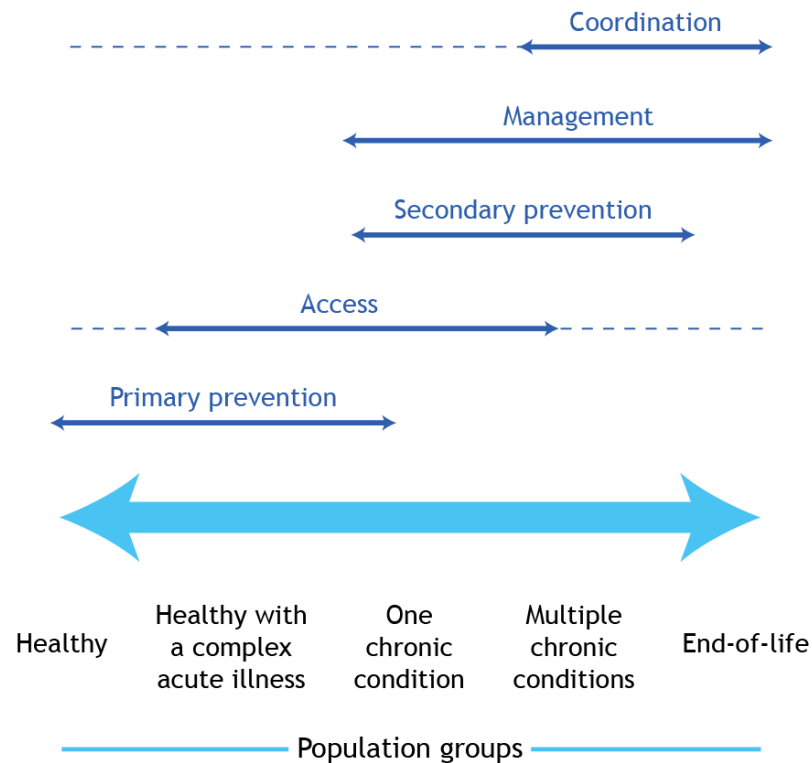 Coordination
Management
Secondary prevention
Access
Primary prevention
Healthy
Healthy with
a complex
acute illness
One
chronic
condition
Multiple
chronic
conditions
End-of-life
Population groups